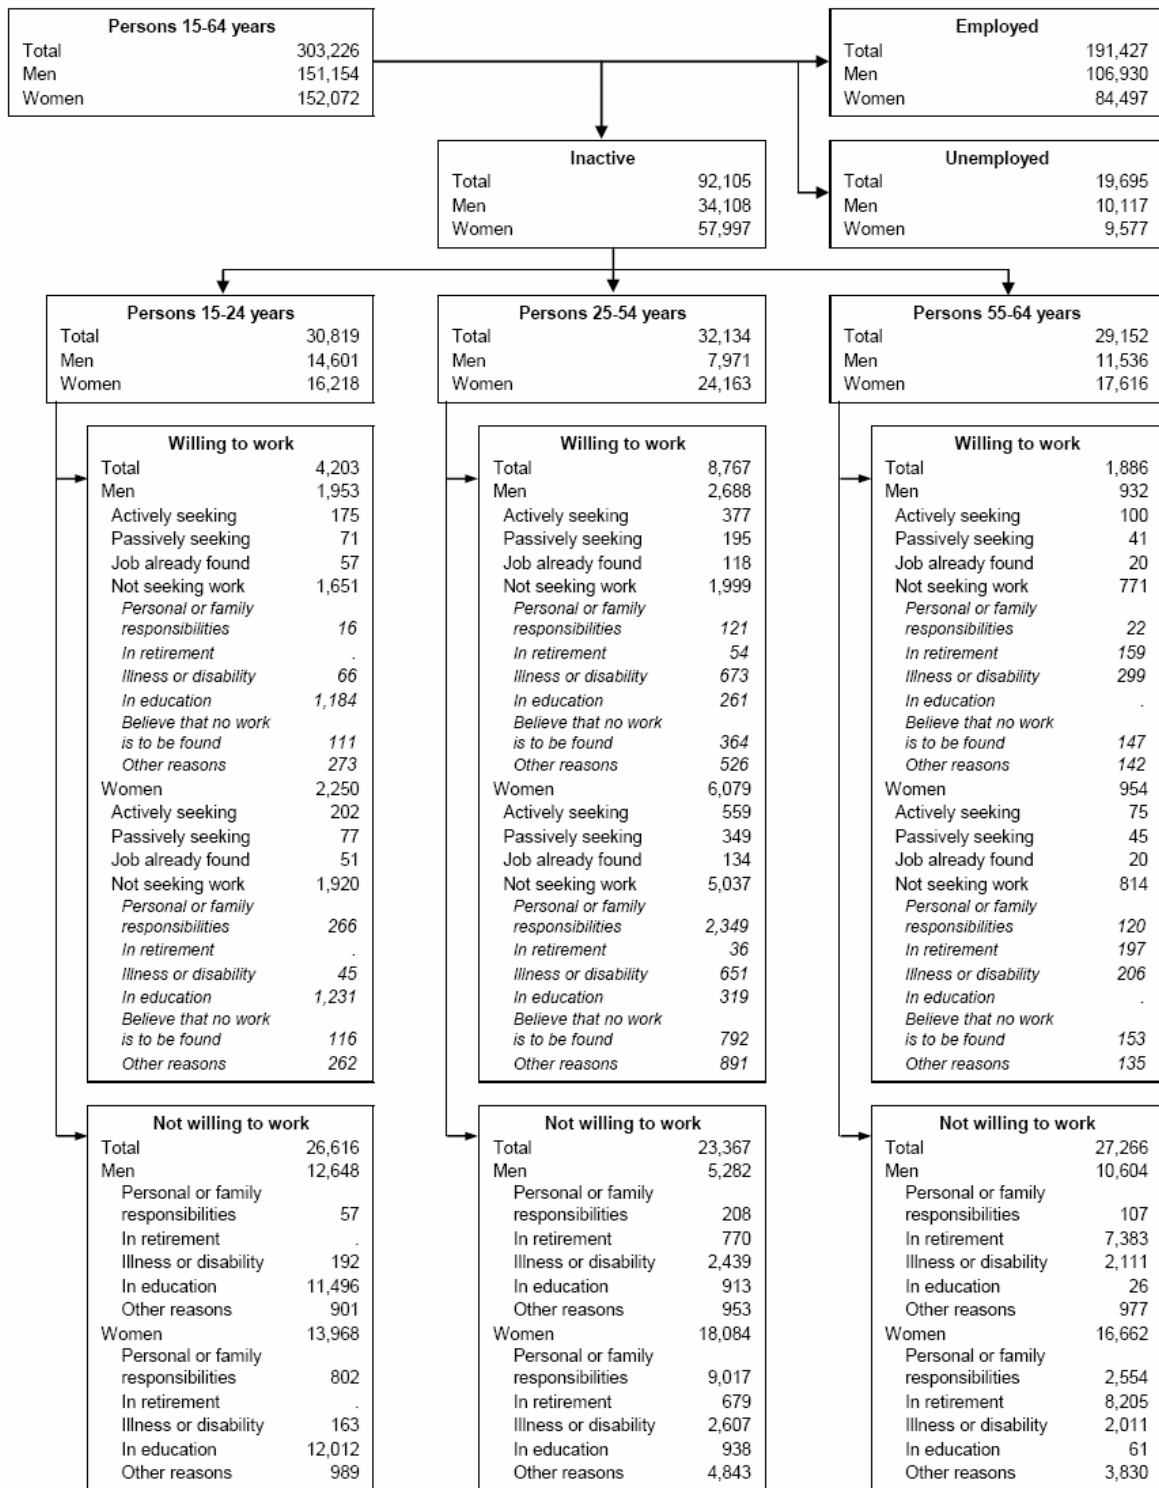 Persons 15-64 years
Total 303,226
Men 151,154
Women 152,072
Employed
Total 191,427
Men 106,930
Women 84,497
Inactive
Total 92,105
Men 34,108
Women 57,997
Unemployed
Total 19,695
Men 10,117
Women 9,577
Persons 15-24 years
Total 30,819
Men 14,601
Women 16,218
Persons 25-54 years
Total 32,134
Men 7,971
Women 24,163
Persons 55-64 years
Total 29,152
Men 11,536
Women 17,616
Willing to work
Total 4,203
Men 1,953
Actively seeking 175
Passively seeking 71
Job already found 57
Not seeking work 1,651
Personal or family
responsibilities 16
In retirement .
Illness or disability 66
In education 1,184
Believe that no work
is to be found 111
Other reasons 273
Women 2,250
Actively seeking 202
Passively seeking 77
Job already found 51
Not seeking work 1,920
Personal or family
responsibilities 266
In retirement .
Illness or disability 45
In education 1,231
Believe that no work
is to be found 116
Other reasons 262
Willing to work
Total 8,767
Men 2,688
Actively seeking 377
Passively seeking 195
Job already found 118
Not seeking work 1,999
Personal or family
responsibilities 121
In retirement 54
Illness or disability 673
In education 261
Believe that no work
is to be found 364
Other reasons 526
Women 6,079
Actively seeking 559
Passively seeking 349
Job already found 134
Not seeking work 5,037
Personal or family
responsibilities 2,349
In retirement 36
Illness or disability 651
In education 319
Believe that no work
is to be found 792
Other reasons 891
Willing to work
Total 1,886
Men 932
Actively seeking 100
Passively seeking 41
Job already found 20
Not seeking work 771
Personal or family
responsibilities 22
In retirement 159
Illness or disability 299
In education .
Believe that no work
is to be found 147
Other reasons 142
Women 954
Actively seeking 75
Passively seeking 45
Job already found 20
Not seeking work 814
Personal or family
responsibilities 120
In retirement 197
Illness or disability 206
In education .
Believe that no work
is to be found 153
Other reasons 135
Not willing to work
Total 26,616
Men 12,648
Personal or family
responsibilities 57
In retirement .
Illness or disability 192
In education 11,496
Other reasons 901
Women 13,968
Personal or family
responsibilities 802
In retirement .
Illness or disability 163
In education 12,012
Other reasons 989
Not willing to work
Total 23,367
Men 5,282
Personal or family
responsibilities 208
In retirement 770
Illness or disability 2,439
In education 913
Other reasons 953
Women 18,084
Personal or family
responsibilities 9,017
In retirement 679
Illness or disability 2,607
In education 938
Other reasons 4,843
Not willing to work
Total 27,266
Men 10,604
Personal or family
responsibilities 107
In retirement 7,383
Illness or disability 2,111
In education 26
Other reasons 977
Women 16,662
Personal or family
responsibilities 2,554
In retirement 8,205
Illness or disability 2,011
In education 61
Other reasons 3,830